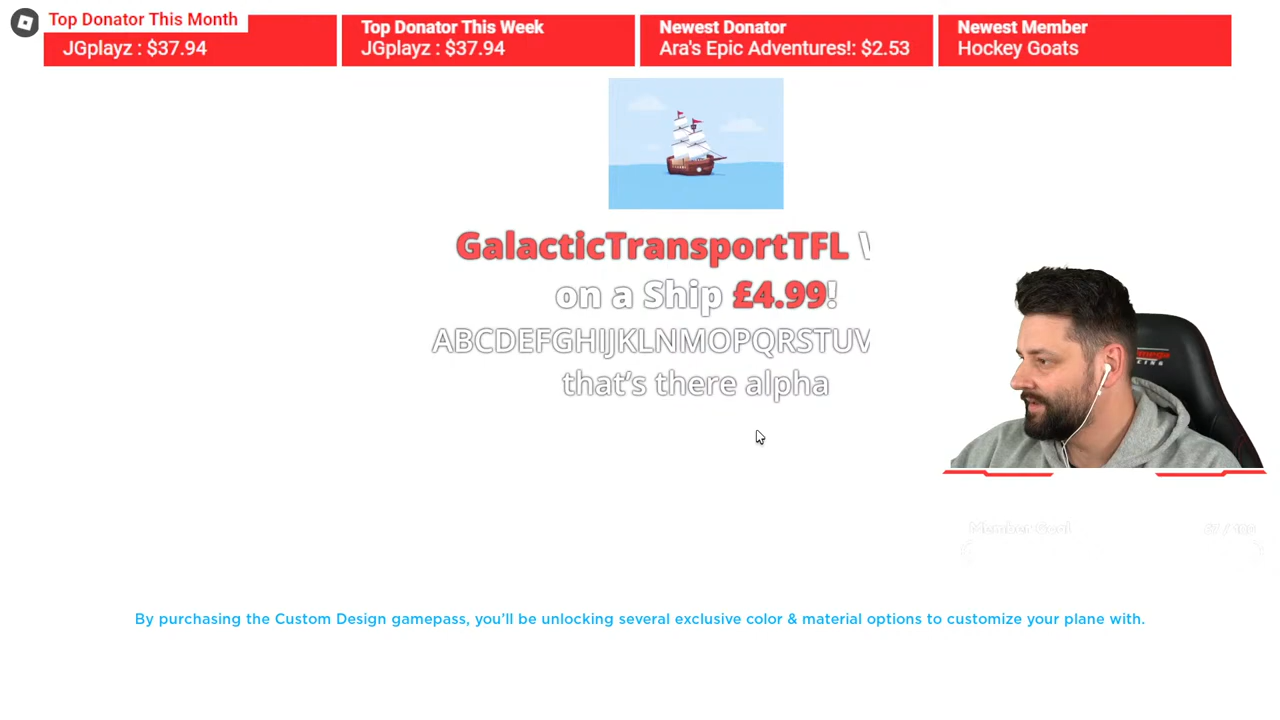 Top Donator This Month
JGplayz : $37.94
Top Donator This Week
JGplayz : $37.94
Newest Donator
Ara's Epic Adventures!: $2.53
Newest Member
Hockey Goats
GalacticTransportTFL
on a Ship £4.99!
ABCDEFGHIJKLNMOPQRSTUV
that's there alpha
Member Goal
By purchasing the Custom Design gamepass, you'll be unlocking several exclusive color & material options to customize your plane with.